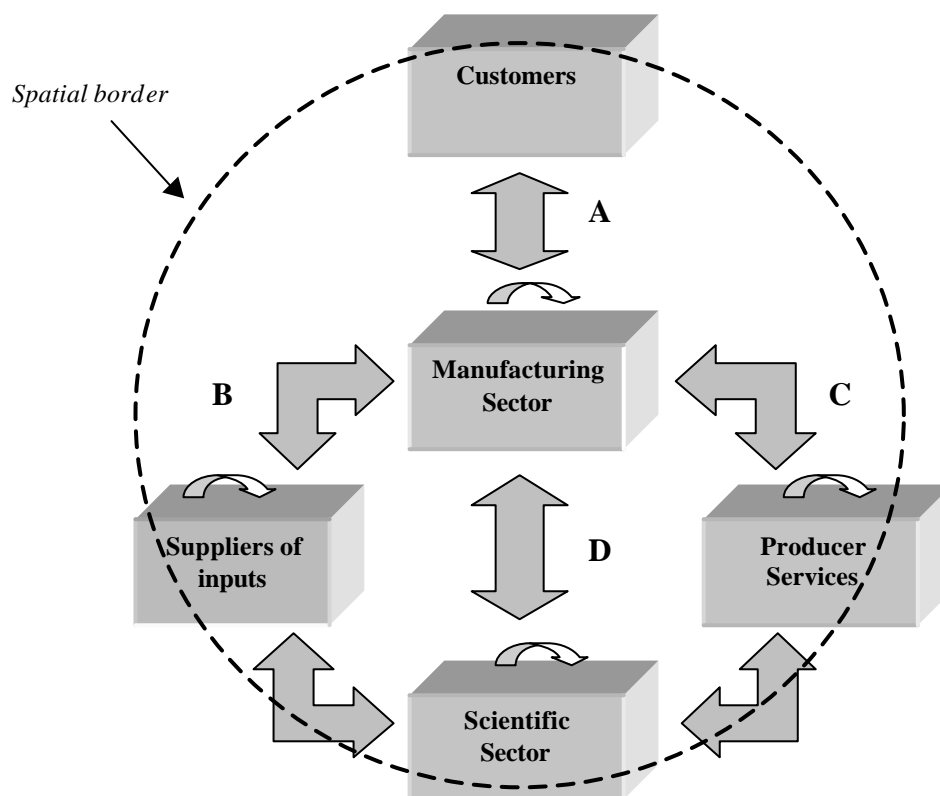 Customers
Spatial border
A
Manufacturing
Sector
B
C
Suppliers of
inputs
D
Producer
Services
Scientific
Sector